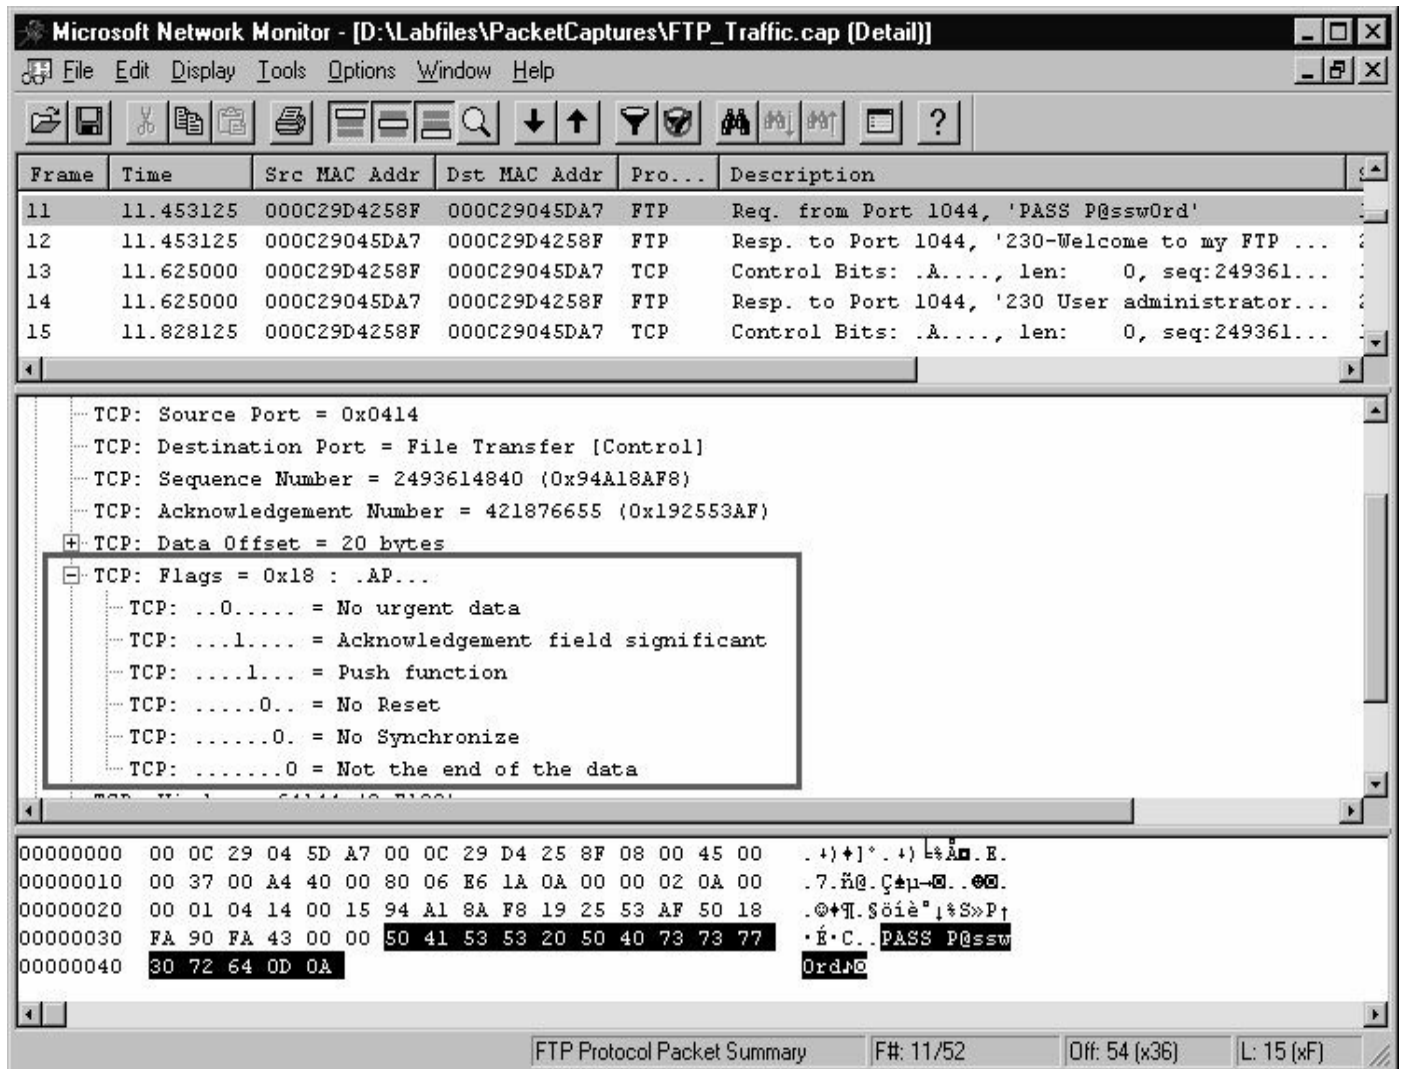 Microsoft Network Monitor - [D:\Labfiles\PacketCaptures\FTP_Traffic.cap (Detail)]
File Edit Display Tools Options Window Help
Frame Time Src MAC Addr Dst MAC Addr Pro... Description
11 11.453125 000C29D4258F 000C29045DA7 FTP Req. from Port 1044, 'PASS P@ssw0rd'
12 11.453125 000C29045DA7 000C29D4258F FTP Resp. to Port 1044, '230-Welcome to my FTP ...
13 11.625000 000C29D4258F 000C29045DA7 TCP Control Bits: .A...., len: 0, seq:249361...
14 11.625000 000C29045DA7 000C29D4258F FTP Resp. to Port 1044, '230 User administrator...
15 11.828125 000C29D4258F 000C29045DA7 TCP Control Bits: .A...., len: 0, seq:249361...
TCP: Source Port = 0x0414
TCP: Destination Port = File Transfer [Control]
TCP: Sequence Number = 2493614840 (0x94A18AF8)
TCP: Acknowledgement Number = 421876655 (0x192553AF)
TCP: Data Offset = 20 bytes
TCP: Flags = 0x18 : .AP...
TCP: ..0..... = No urgent data
TCP: ...1.... = Acknowledgement field significant
TCP: ....1... = Push function
TCP: .....0.. = No Reset
TCP: ......0. = No Synchronize
TCP: .......0 = Not the end of the data
00000000 00 0C 29 04 5D A7 00 0C 29 D4 25 8F 08 00 45 00
00000010 00 37 00 A4 40 00 80 06 E6 1A 0A 00 00 02 0A 00
00000020 00 01 04 14 00 15 94 A1 8A F8 19 25 53 AF 50 18
00000030 FA 90 FA 43 00 00 50 41 53 53 20 50 40 73 73 77 PASS P@ssw
00000040 30 72 64 0D 0A 0rd♪◙
FTP Protocol Packet Summary F#: 11/52 Off: 54 (x36) L: 15 (xF)